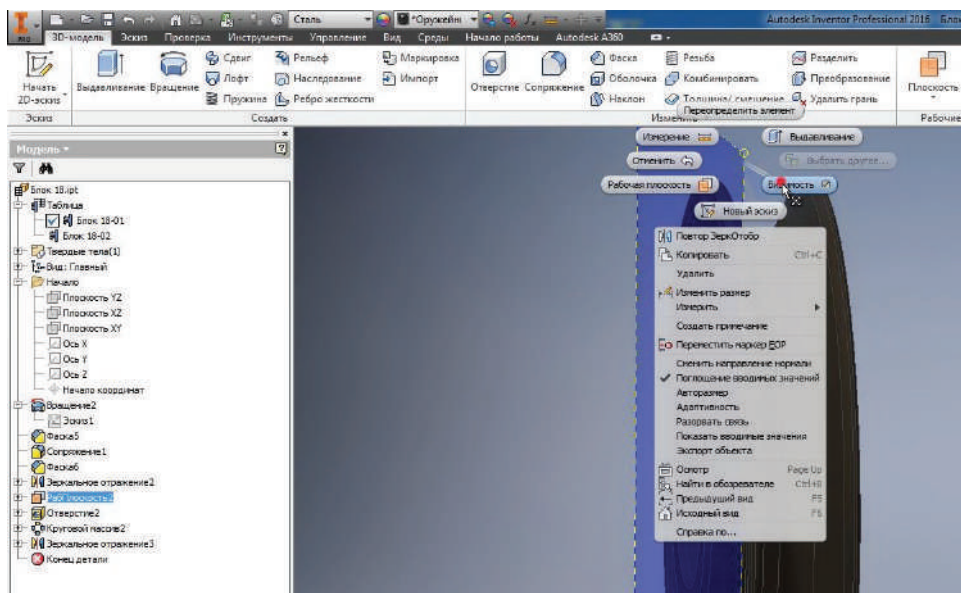 PRO
Сталь
*Оружейн
Autodesk Inventor Professional 2016 Блок
3D-модель Эскиз Проверка Инструменты Управление Вид Среды Начало работы Autodesk A360
Начать 2D-эскиз
Выдавливание
Вращение
Сдвиг
Лофт
Пружина
Рельеф
Наследование
Ребро жесткости
Маркировка
Импорт
Отверстие
Сопряжение
Фаска
Оболочка
Наклон
Резьба
Комбинировать
Толщина/смещение
Разделить
Преобразование
Удалить грань
Плоскость
Переопределить элемент
Эскиз
Создать
Рабочие
Модель
Блок 18.ipt
Таблица
Блок 18-01
Блок 18-02
Твердые тела(1)
Вид: Главный
Начало
Плоскость YZ
Плоскость XZ
Плоскость XY
Ось X
Ось Y
Ось Z
Начало координат
Вращение2
Эскиз1
Фаска5
Сопряжение1
Фаска6
Зеркальное отражение2
Отверстие2
Круговой массив2
Зеркальное отражение3
Конец детали
Измерение
Выдавливание
Отменить
Выбрать другое...
Рабочая плоскость
Новый эскиз
Повтор ЗеркОтобр
Копировать Ctrl+C
Удалить
Изменить размер
Измерить
Создать примечание
Переместить маркер EOP
Сменить направление нормали
Поглощение вводимых значений
Авторазмер
Адаптивность
Разорвать связь
Показать вводимые значения
Экспорт объекта
Осмотр Page Up
Найти в обозревателе Ctrl+B
Предыдущий вид F5
Исходный вид F6
Справка по...